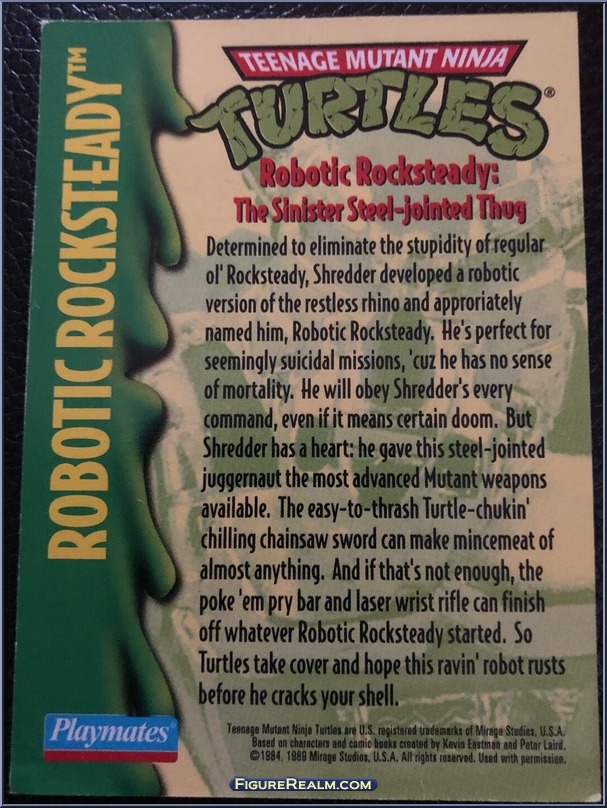 ROBOTIC ROCKSTEADY™
TEENAGE MUTANT NINJA
TURTLES®
Robotic Rocksteady:
The Sinister Steel-jointed Thug
Determined to eliminate the stupidity of regular
ol' Rocksteady, Shredder developed a robotic
version of the restless rhino and approriately
named him, Robotic Rocksteady. He's perfect for
seemingly suicidal missions, 'cuz he has no sense
of mortality. He will obey Shredder's every
command, even if it means certain doom. But
Shredder has a heart: he gave this steel-jointed
juggernaut the most advanced Mutant weapons
available. The easy-to-thrash Turtle-chukin'
chilling chainsaw sword can make mincemeat of
almost anything. And if that's not enough, the
poke 'em pry bar and laser wrist rifle can finish
off whatever Robotic Rocksteady started. So
Turtles take cover and hope this ravin' robot rusts
before he cracks your shell.
Playmates®
Teenage Mutant Ninja Turtles are U.S. registered trademarks of Mirage Studios, U.S.A.
Based on characters and comic books created by Kevin Eastman and Peter Laird.
©1984, 1989 Mirage Studios, U.S.A. All rights reserved. Used with permission.
FIGUREREALM.COM